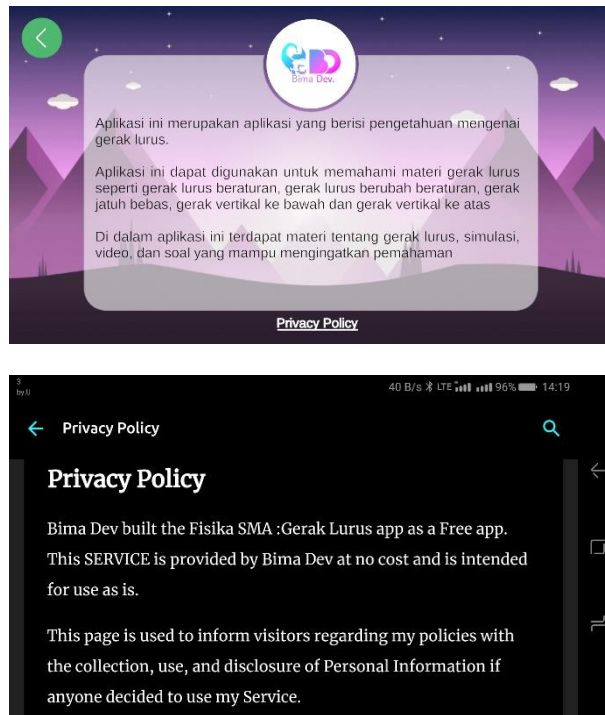 Bima Dev.
Aplikasi ini merupakan aplikasi yang berisi pengetahuan mengenai
gerak lurus.
Aplikasi ini dapat digunakan untuk memahami materi gerak lurus
seperti gerak lurus beraturan, gerak lurus berubah beraturan, gerak
jatuh bebas, gerak vertikal ke bawah dan gerak vertikal ke atas
Di dalam aplikasi ini terdapat materi tentang gerak lurus, simulasi,
video, dan soal yang mampu mengingatkan pemahaman
Privacy Policy
3
40 B/s LTE 96% 14:19
Privacy Policy
Privacy Policy
Bima Dev built the Fisika SMA :Gerak Lurus app as a Free app.
This SERVICE is provided by Bima Dev at no cost and is intended
for use as is.
This page is used to inform visitors regarding my policies with
the collection, use, and disclosure of Personal Information if
anyone decided to use my Service.